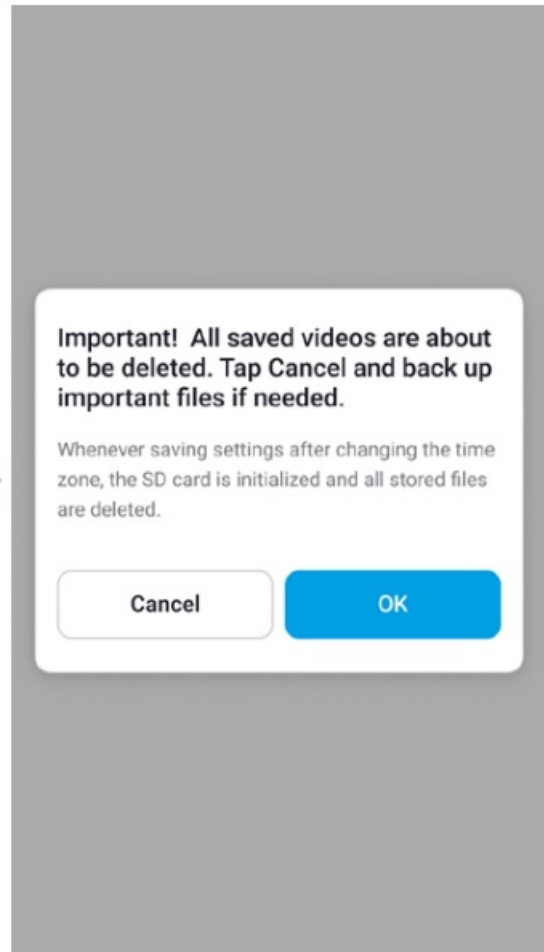 Important!  All saved videos are about
to be deleted. Tap Cancel and back up
important files if needed.
Whenever saving settings after changing the time
zone, the SD card is initialized and all stored files
are deleted.
Cancel
OK